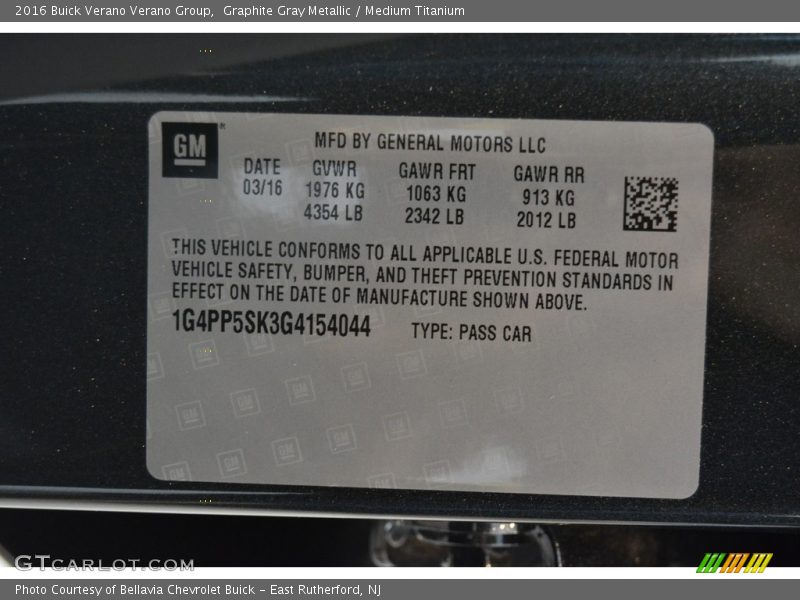 2016 Buick Verano Verano Group,  Graphite Gray Metallic / Medium Titanium
GM
MFD BY GENERAL MOTORS LLC
DATE GVWR GAWR FRT GAWR RR
03/16 1976 KG 1063 KG 913 KG
4354 LB 2342 LB 2012 LB
THIS VEHICLE CONFORMS TO ALL APPLICABLE U.S. FEDERAL MOTOR
VEHICLE SAFETY, BUMPER, AND THEFT PREVENTION STANDARDS IN
EFFECT ON THE DATE OF MANUFACTURE SHOWN ABOVE.
1G4PP5SK3G4154044 TYPE: PASS CAR
GTCARLOT.COM
Photo Courtesy of Bellavia Chevrolet Buick – East Rutherford, NJ